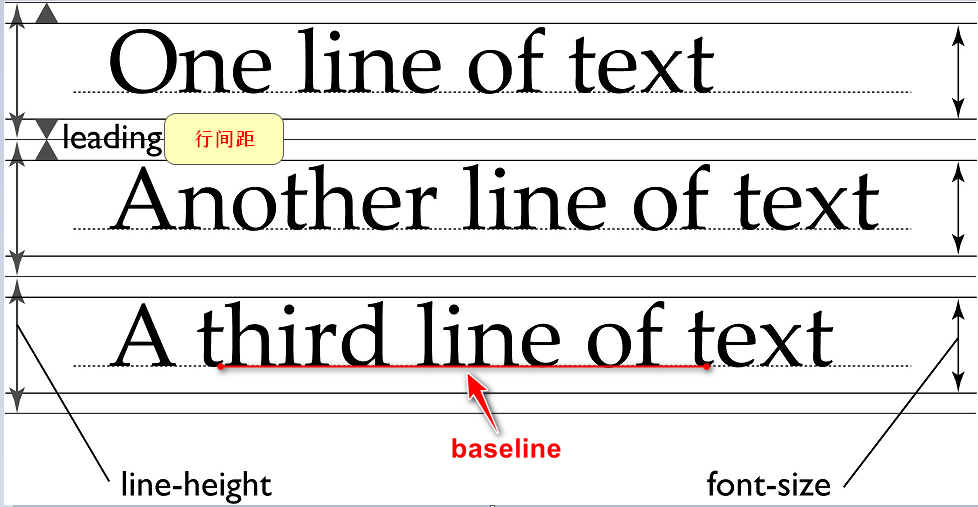 One line of text
leading 行间距
Another line of text
A third line of text
baseline
line-height font-size